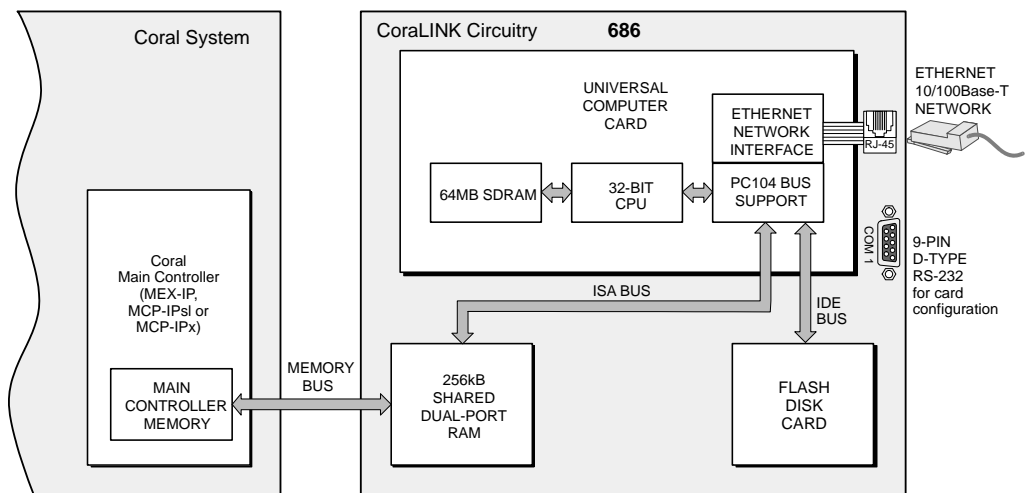 Coral System
CoraLINK Circuitry 686
UNIVERSAL
COMPUTER
CARD
ETHERNET
NETWORK
INTERFACE
RJ-45
ETHERNET
10/100Base-T
NETWORK
64MB SDRAM
32-BIT
CPU
PC104 BUS
SUPPORT
COM 1
9-PIN
D-TYPE
RS-232
for card
configuration
Coral
Main Controller
(MEX-IP,
MCP-IPsl or
MCP-IPx)
ISA BUS
IDE
BUS
MEMORY
BUS
MAIN
CONTROLLER
MEMORY
256kB
SHARED
DUAL-PORT
RAM
FLASH
DISK
CARD